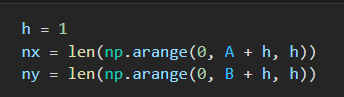 h = 1
nx = len(np.arange(0, A + h, h))
ny = len(np.arange(0, B + h, h))